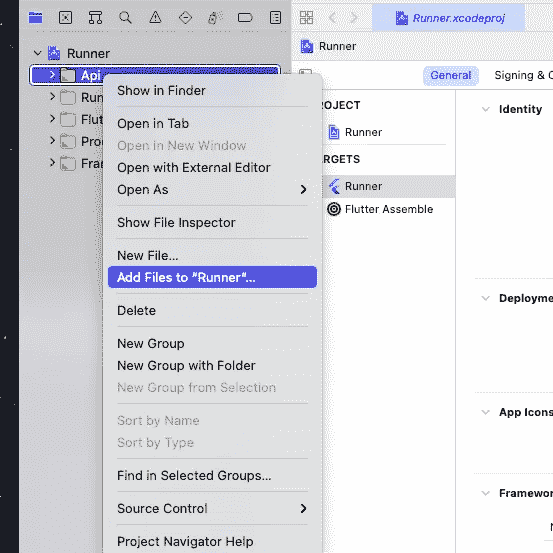 Runner.xcodeproj
Runner
Runner
General
Signing & C
Api
Show in Finder
Run
Open in Tab
Flut
Open in New Window
Pro
Open with External Editor
Fra
Open As
Show File Inspector
New File...
Add Files to "Runner"...
Delete
New Group
New Group with Folder
New Group from Selection
Sort by Name
Sort by Type
Find in Selected Groups...
Source Control
Project Navigator Help
ROJECT
Runner
ARGETS
Runner
Flutter Assemble
Identity
Deployme
App Icons
Framewor